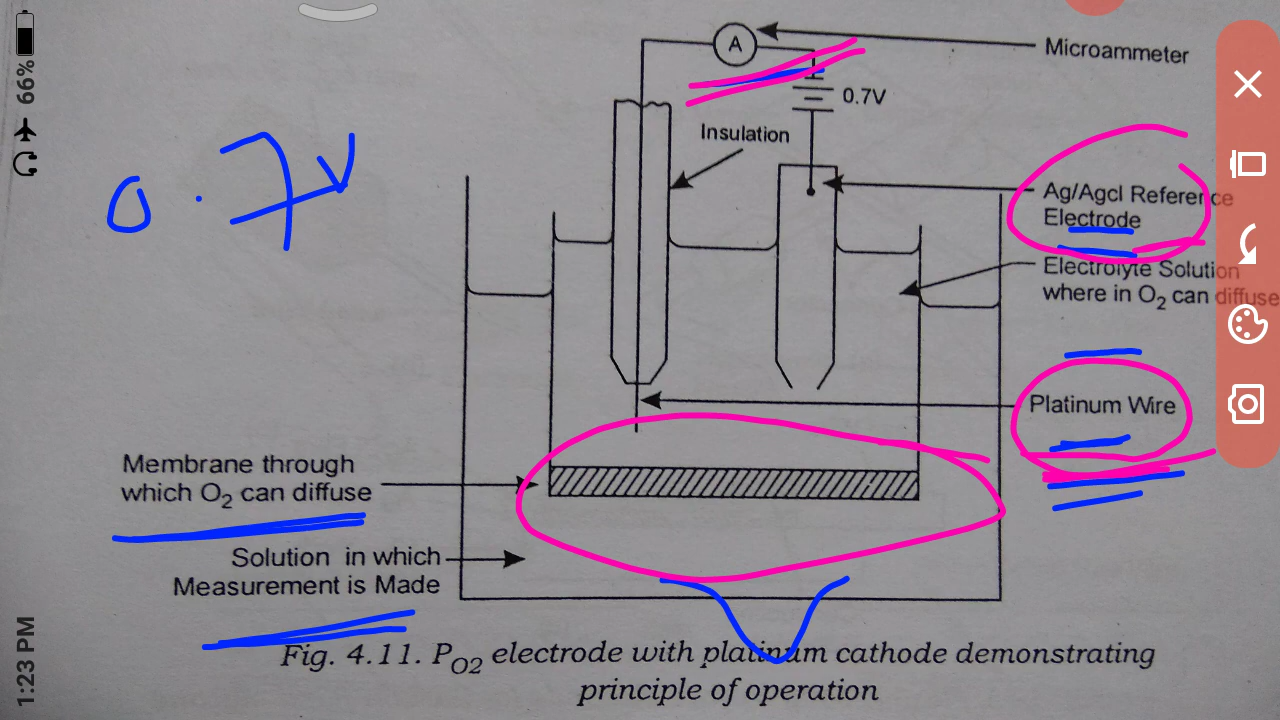 66%
1:23 PM
A
Microammeter
0.7V
0.7V
Insulation
Ag/Agcl Reference
Electrode
Electrolyte Solution
where in O2 can diffuse
Platinum Wire
Membrane through
which O2 can diffuse
Solution in which
Measurement is Made
Fig. 4.11. PO2 electrode with platinum cathode demonstrating
principle of operation